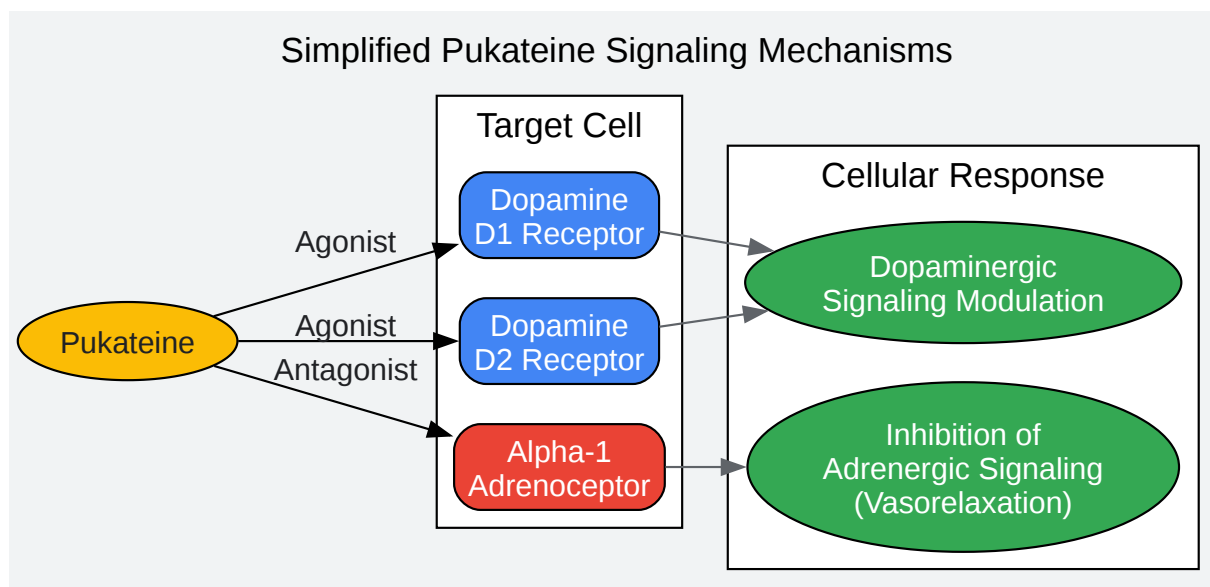 Simplified Pukateine Signaling Mechanisms
Target Cell
Cellular Response
Pukateine
Agonist
Agonist
Antagonist
Dopamine
D1 Receptor
Dopamine
D2 Receptor
Alpha-1
Adrenoceptor
Dopaminergic
Signaling Modulation
Inhibition of
Adrenergic Signaling
(Vasorelaxation)